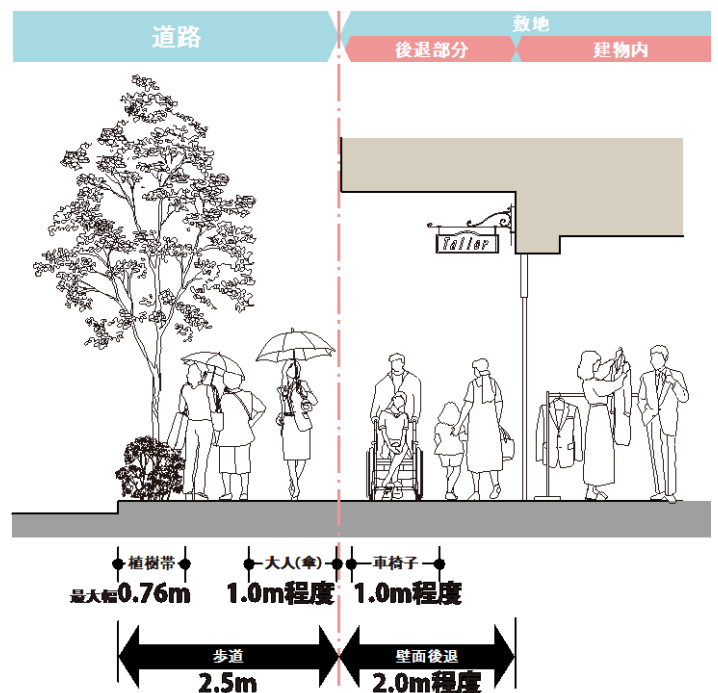 道路
敷地
後退部分
建物内
Tailer
植樹帯
大人(傘)
車椅子
最大幅0.76m
1.0m程度
1.0m程度
歩道
壁面後退
2.5m
2.0m程度